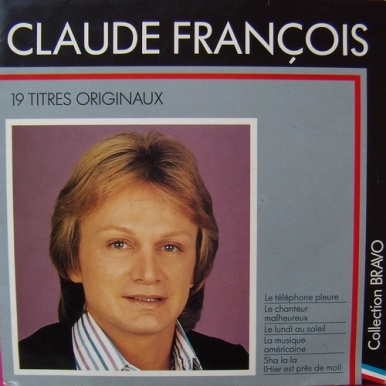 CLAUDE FRANÇOIS
19 TITRES ORIGINAUX
Le téléphone pleure
Le chanteur
malheureux
Le lundi au soleil
La musique
américaine
Sha la la
(Hier est près de moi)
Collection BRAVO